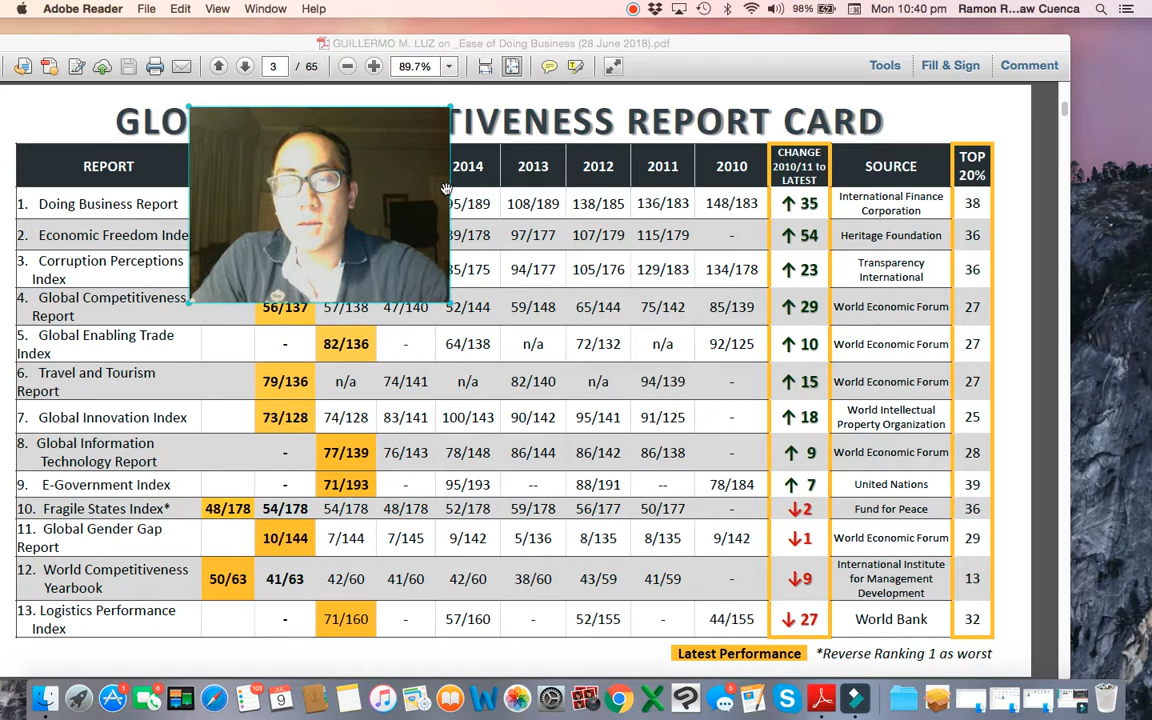 Adobe Reader File Edit View Window Help 98% Mon 10:40 pm Ramon R...aw Cuenca
GUILLERMO M. LUZ on _Ease of Doing Business (28 June 2018).pdf
3 / 65 89.7% Tools Fill & Sign Comment
GLO TIVENESS REPORT CARD
REPORT 2014 2013 2012 2011 2010 CHANGE 2010/11 to LATEST SOURCE TOP 20%
1. Doing Business Report 95/189 108/189 138/185 136/183 148/183 ↑ 35 International Finance Corporation 38
2. Economic Freedom Inde 89/178 97/177 107/179 115/179 - ↑ 54 Heritage Foundation 36
3. Corruption Perceptions Index 85/175 94/177 105/176 129/183 134/178 ↑ 23 Transparency International 36
4. Global Competitiveness Report 56/137 57/138 47/140 52/144 59/148 65/144 75/142 85/139 ↑ 29 World Economic Forum 27
5. Global Enabling Trade Index - 82/136 - 64/138 n/a 72/132 n/a 92/125 ↑ 10 World Economic Forum 27
6. Travel and Tourism Report 79/136 n/a 74/141 n/a 82/140 n/a 94/139 - ↑ 15 World Economic Forum 27
7. Global Innovation Index 73/128 74/128 83/141 100/143 90/142 95/141 91/125 - ↑ 18 World Intellectual Property Organization 25
8. Global Information Technology Report - 77/139 76/143 78/148 86/144 86/142 86/138 - ↑ 9 World Economic Forum 28
9. E-Government Index - 71/193 - 95/193 -- 88/191 - 78/184 ↑ 7 United Nations 39
10. Fragile States Index* 48/178 54/178 54/178 48/178 52/178 59/178 56/177 50/177 - ↓2 Fund for Peace 36
11. Global Gender Gap Report 10/144 7/144 7/145 9/142 5/136 8/135 8/135 9/142 ↓1 World Economic Forum 29
12. World Competitiveness Yearbook 50/63 41/63 42/60 41/60 42/60 38/60 43/59 41/59 - ↓9 International Institute for Management Development 13
13. Logistics Performance Index - 71/160 - 57/160 - 52/155 - 44/155 ↓ 27 World Bank 32
Latest Performance *Reverse Ranking 1 as worst